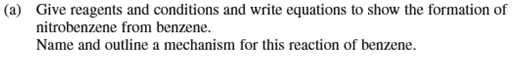 (a) Give reagents and conditions and write equations to show the formation of
nitrobenzene from benzene.
Name and outline a mechanism for this reaction of benzene.